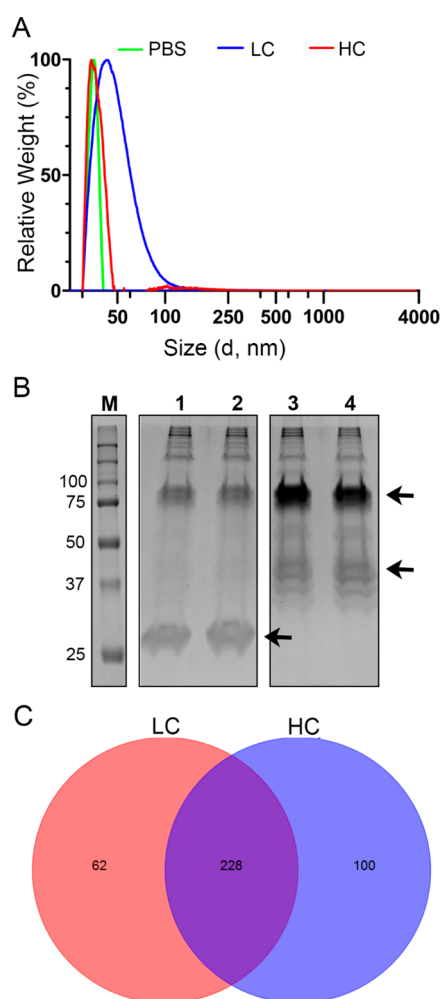 A
PBS LC HC
Relative Weight (%)
100
50
0
50 100 250 500 1000 4000
Size (d, nm)
B
M 1 2 3 4
100
75
50
37
25
C
LC HC
62 228 100